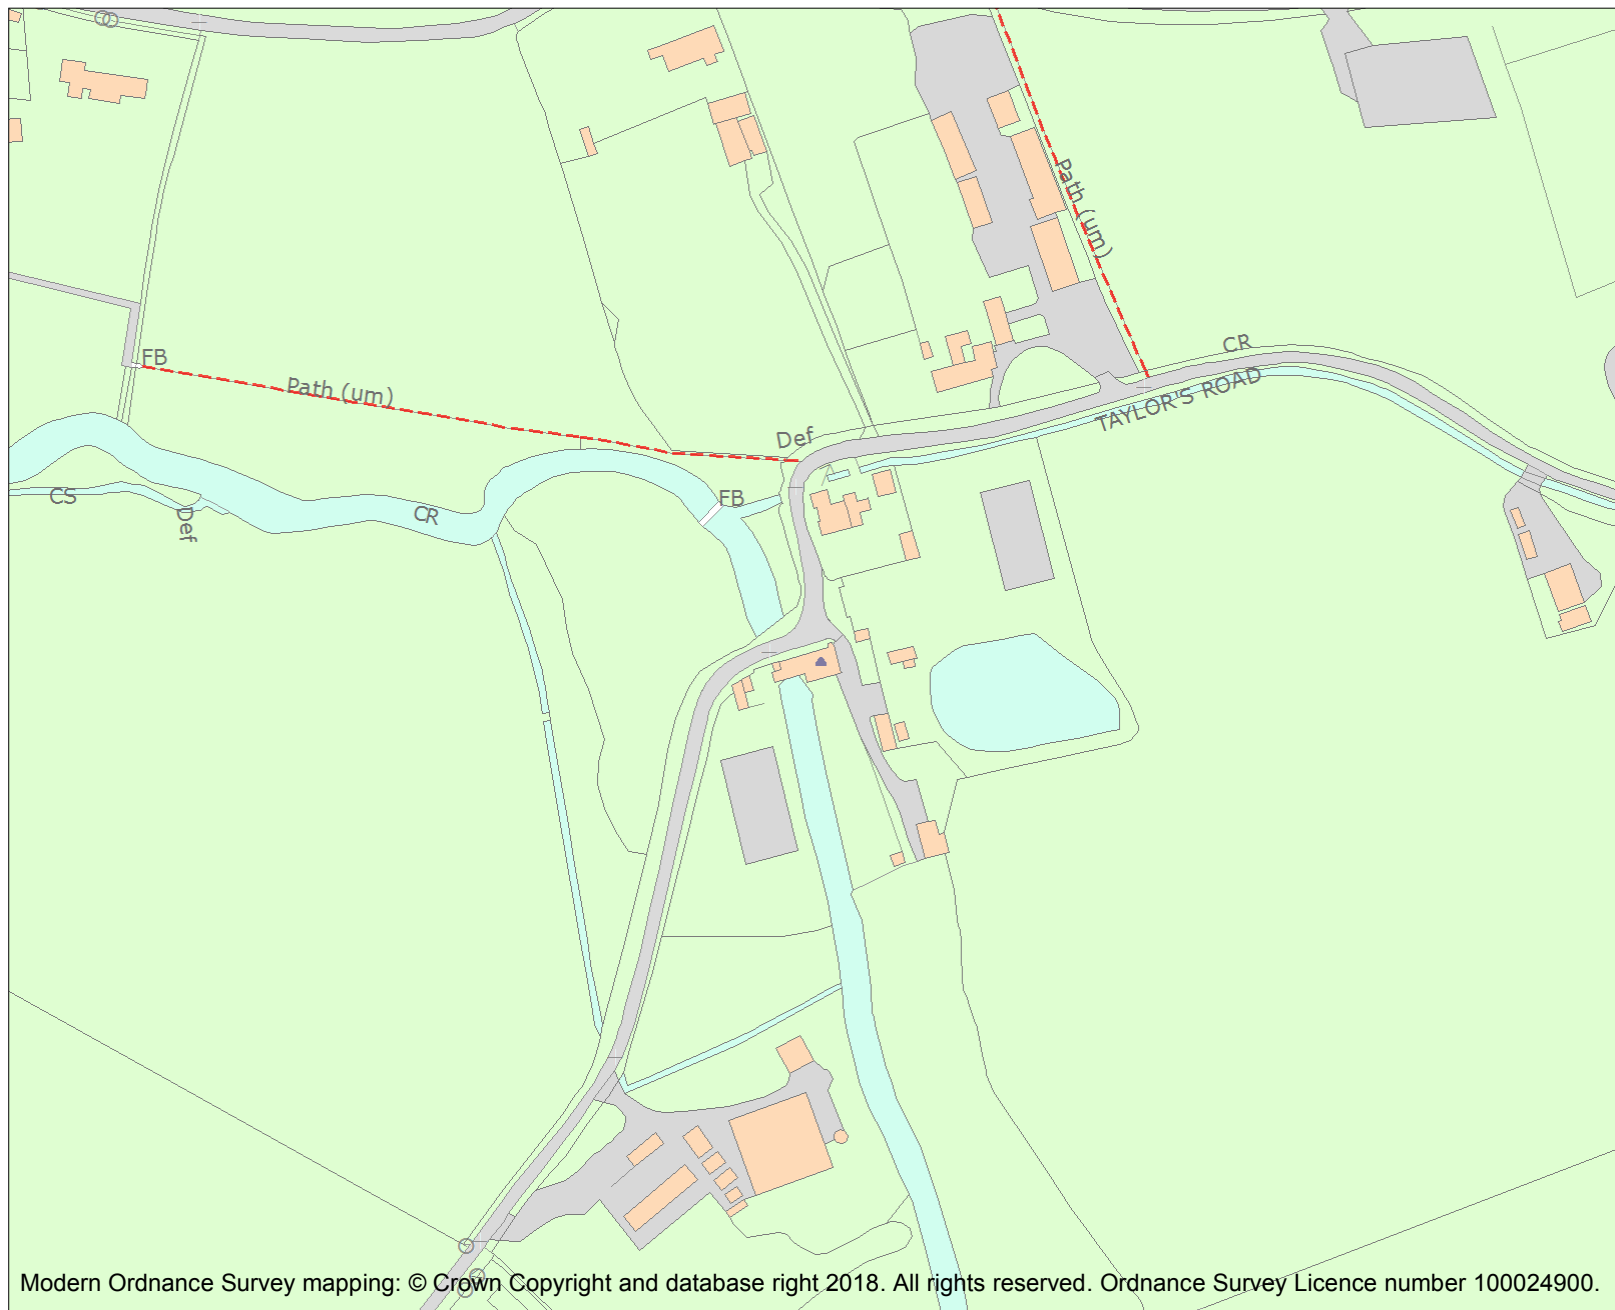 Path (um)
CR
TAYLOR'S ROAD
FB
Path (um)
Def
CS
Def
CR
FB
Modern Ordnance Survey mapping: © Crown Copyright and database right 2018. All rights reserved. Ordnance Survey Licence number 100024900.